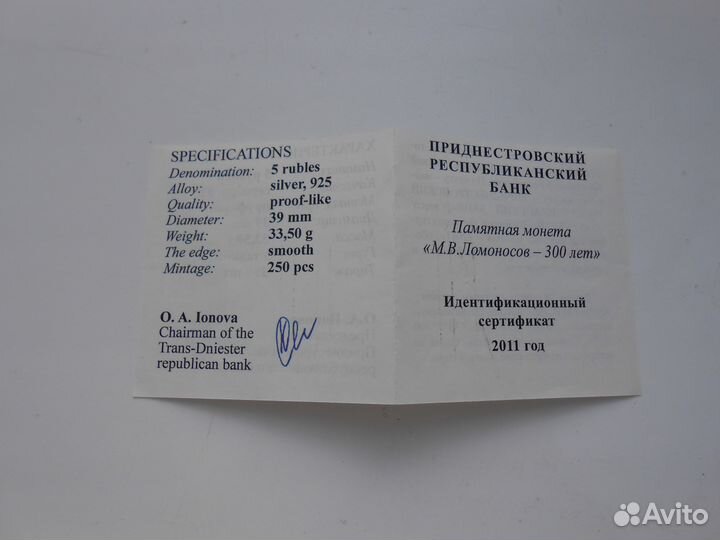 SPECIFICATIONS
Denomination: 5 rubles
Alloy: silver, 925
Quality: proof-like
Diameter: 39 mm
Weight: 33,50 g
The edge: smooth
Mintage: 250 pcs
O. A. Ionova
Chairman of the
Trans-Dniester
republican bank
ПРИДНЕСТРОВСКИЙ
РЕСПУБЛИКАНСКИЙ
БАНК
Памятная монета
«М.В.Ломоносов – 300 лет»
Идентификационный
сертификат
2011 год
Avito